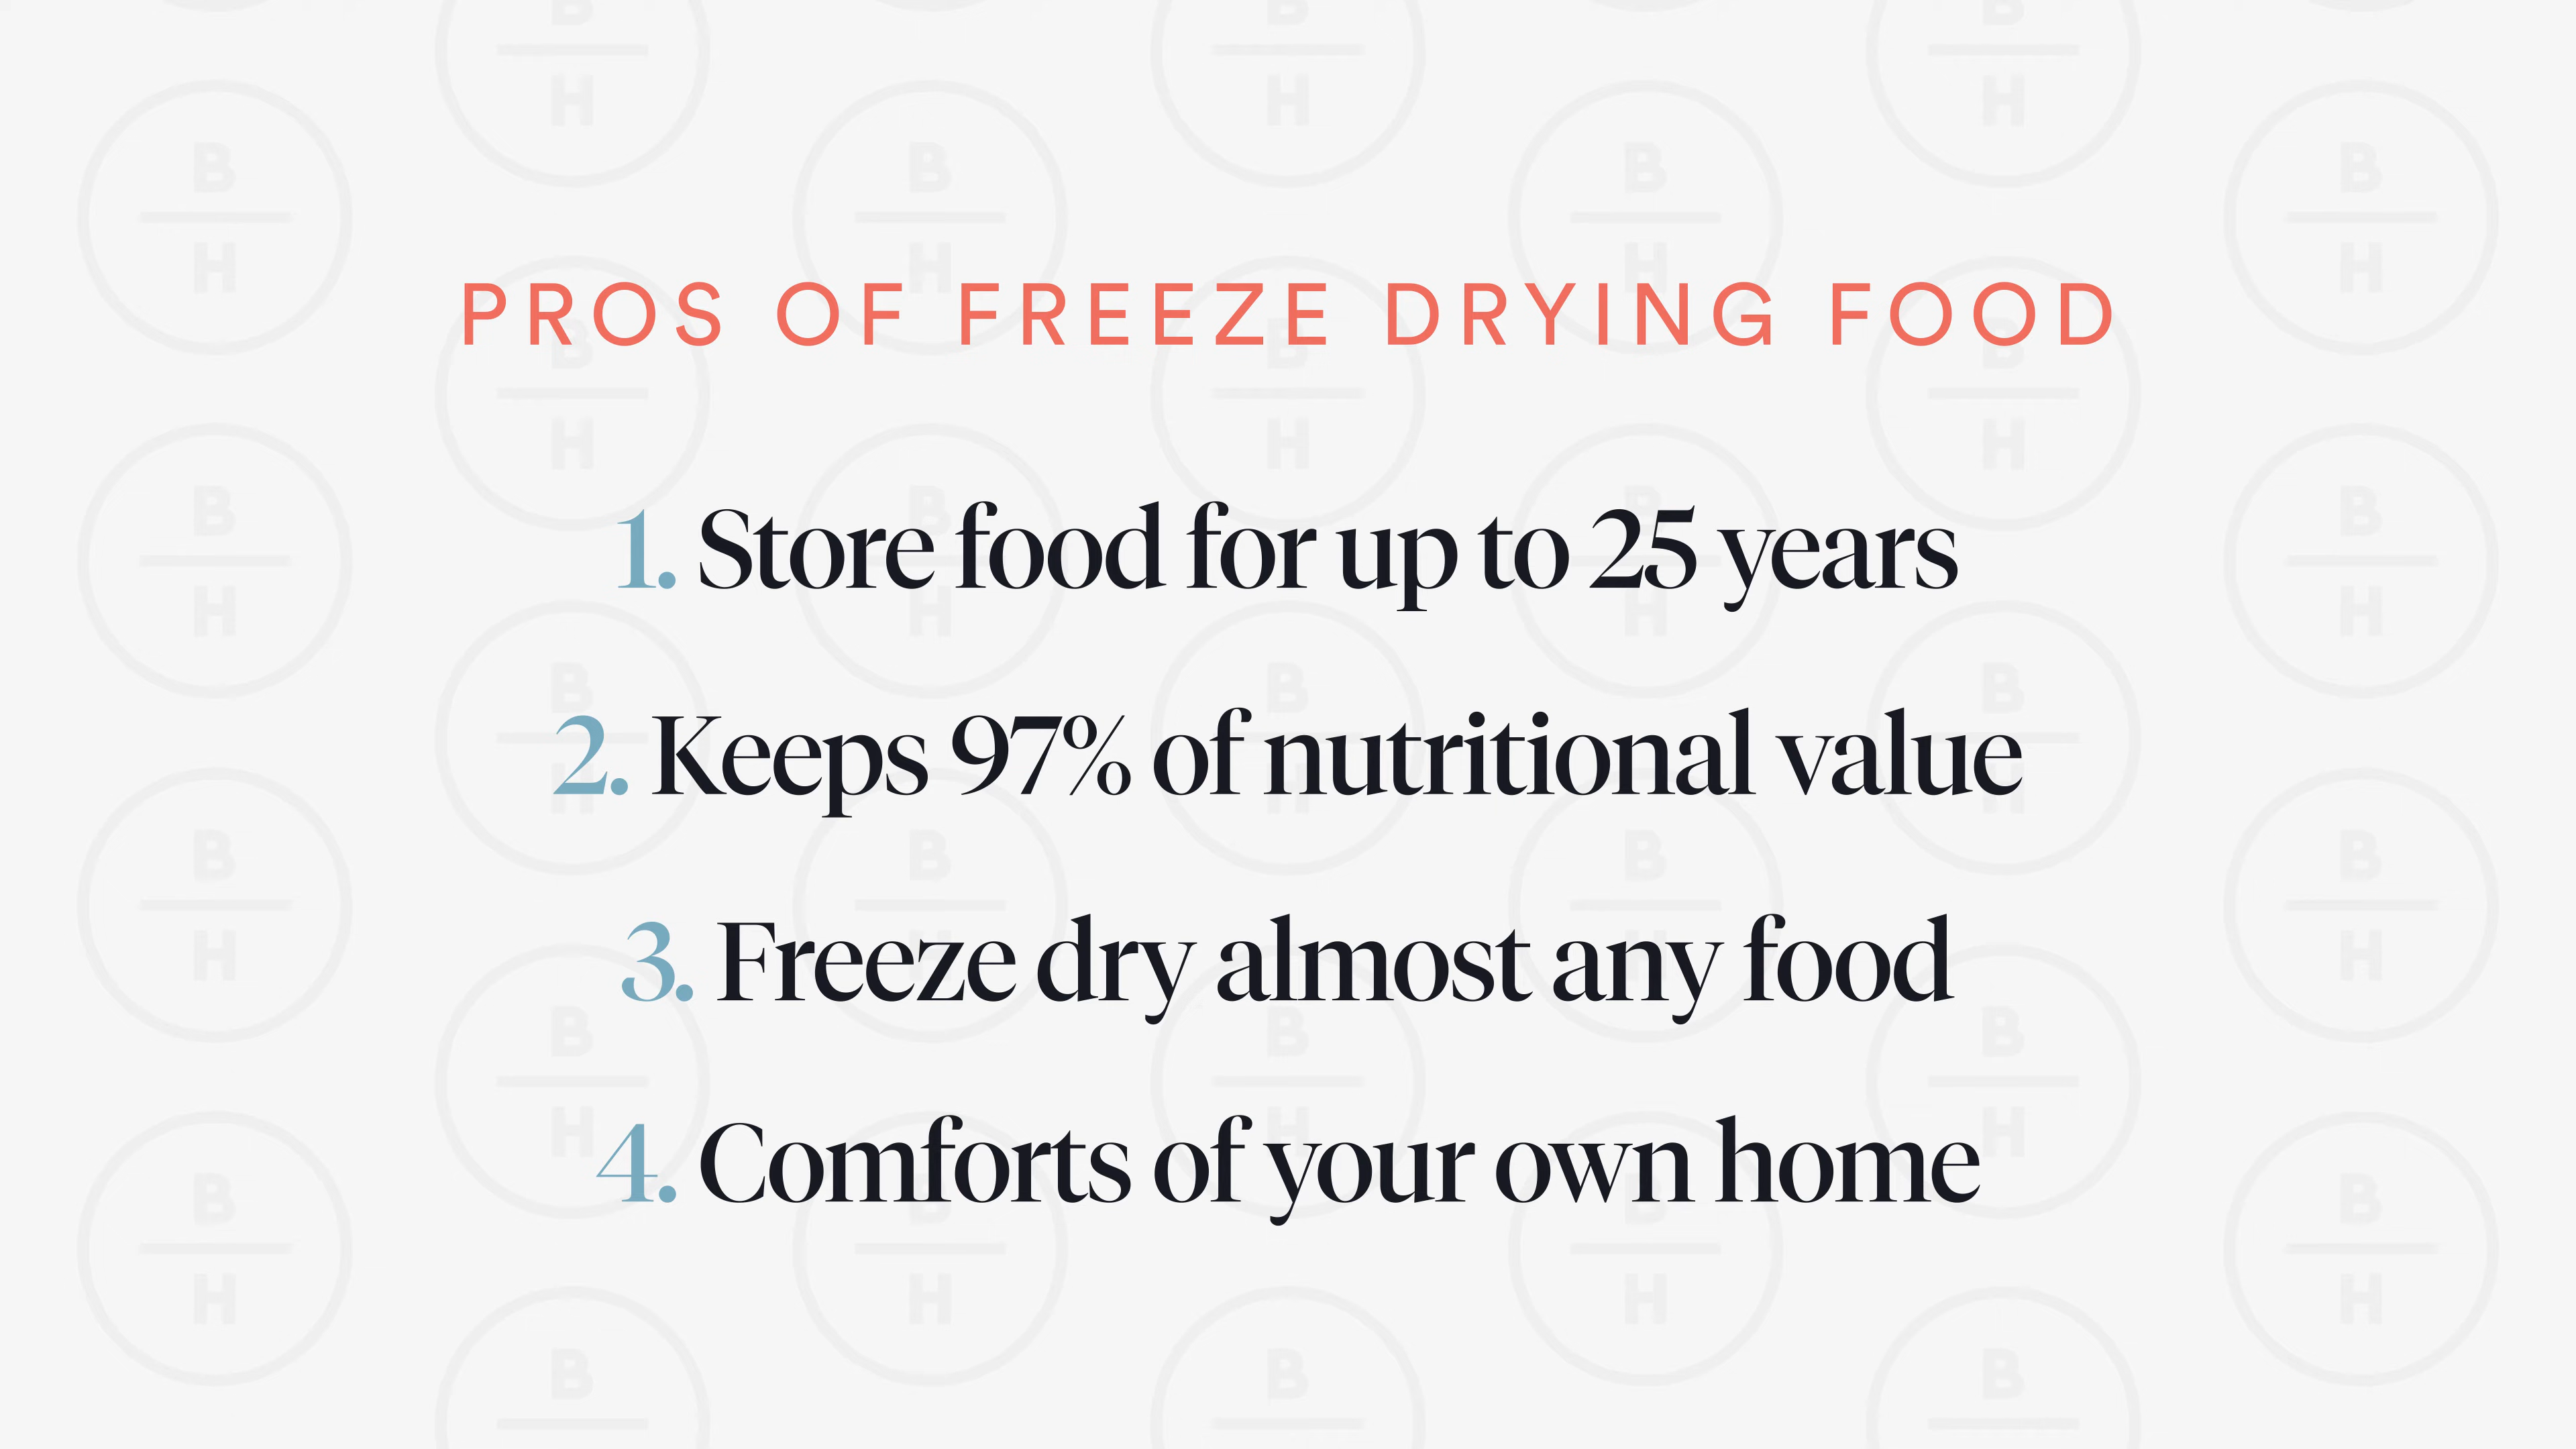 PROS OF FREEZE DRYING FOOD
1. Store food for up to 25 years
2. Keeps 97% of nutritional value
3. Freeze dry almost any food
4. Comforts of your own home
B
H